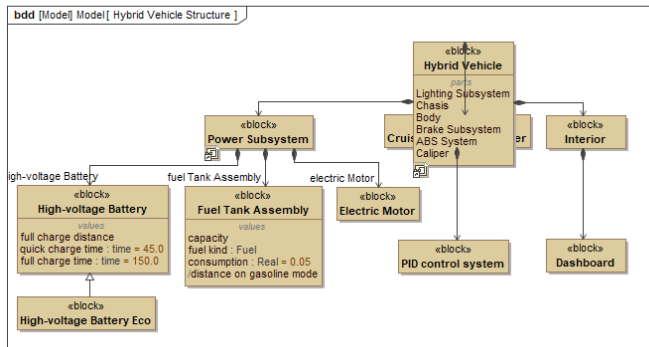 bdd [Model] Model[ Hybrid Vehicle Structure ]
«block»
Hybrid Vehicle
parts
Lighting Subsystem
Chasis
Body
Brake Subsystem
ABS System
Caliper
«block»
Power Subsystem
Cruis
er
«block»
Interior
igh-voltage Battery
fuel Tank Assembly
electric Motor
«block»
High-voltage Battery
values
full charge distance
quick charge time : time = 45.0
full charge time : time = 150.0
«block»
Fuel Tank Assembly
values
capacity
fuel kind : Fuel
consumption : Real = 0.05
/distance on gasoline mode
«block»
Electric Motor
«block»
PID control system
«block»
Dashboard
«block»
High-voltage Battery Eco